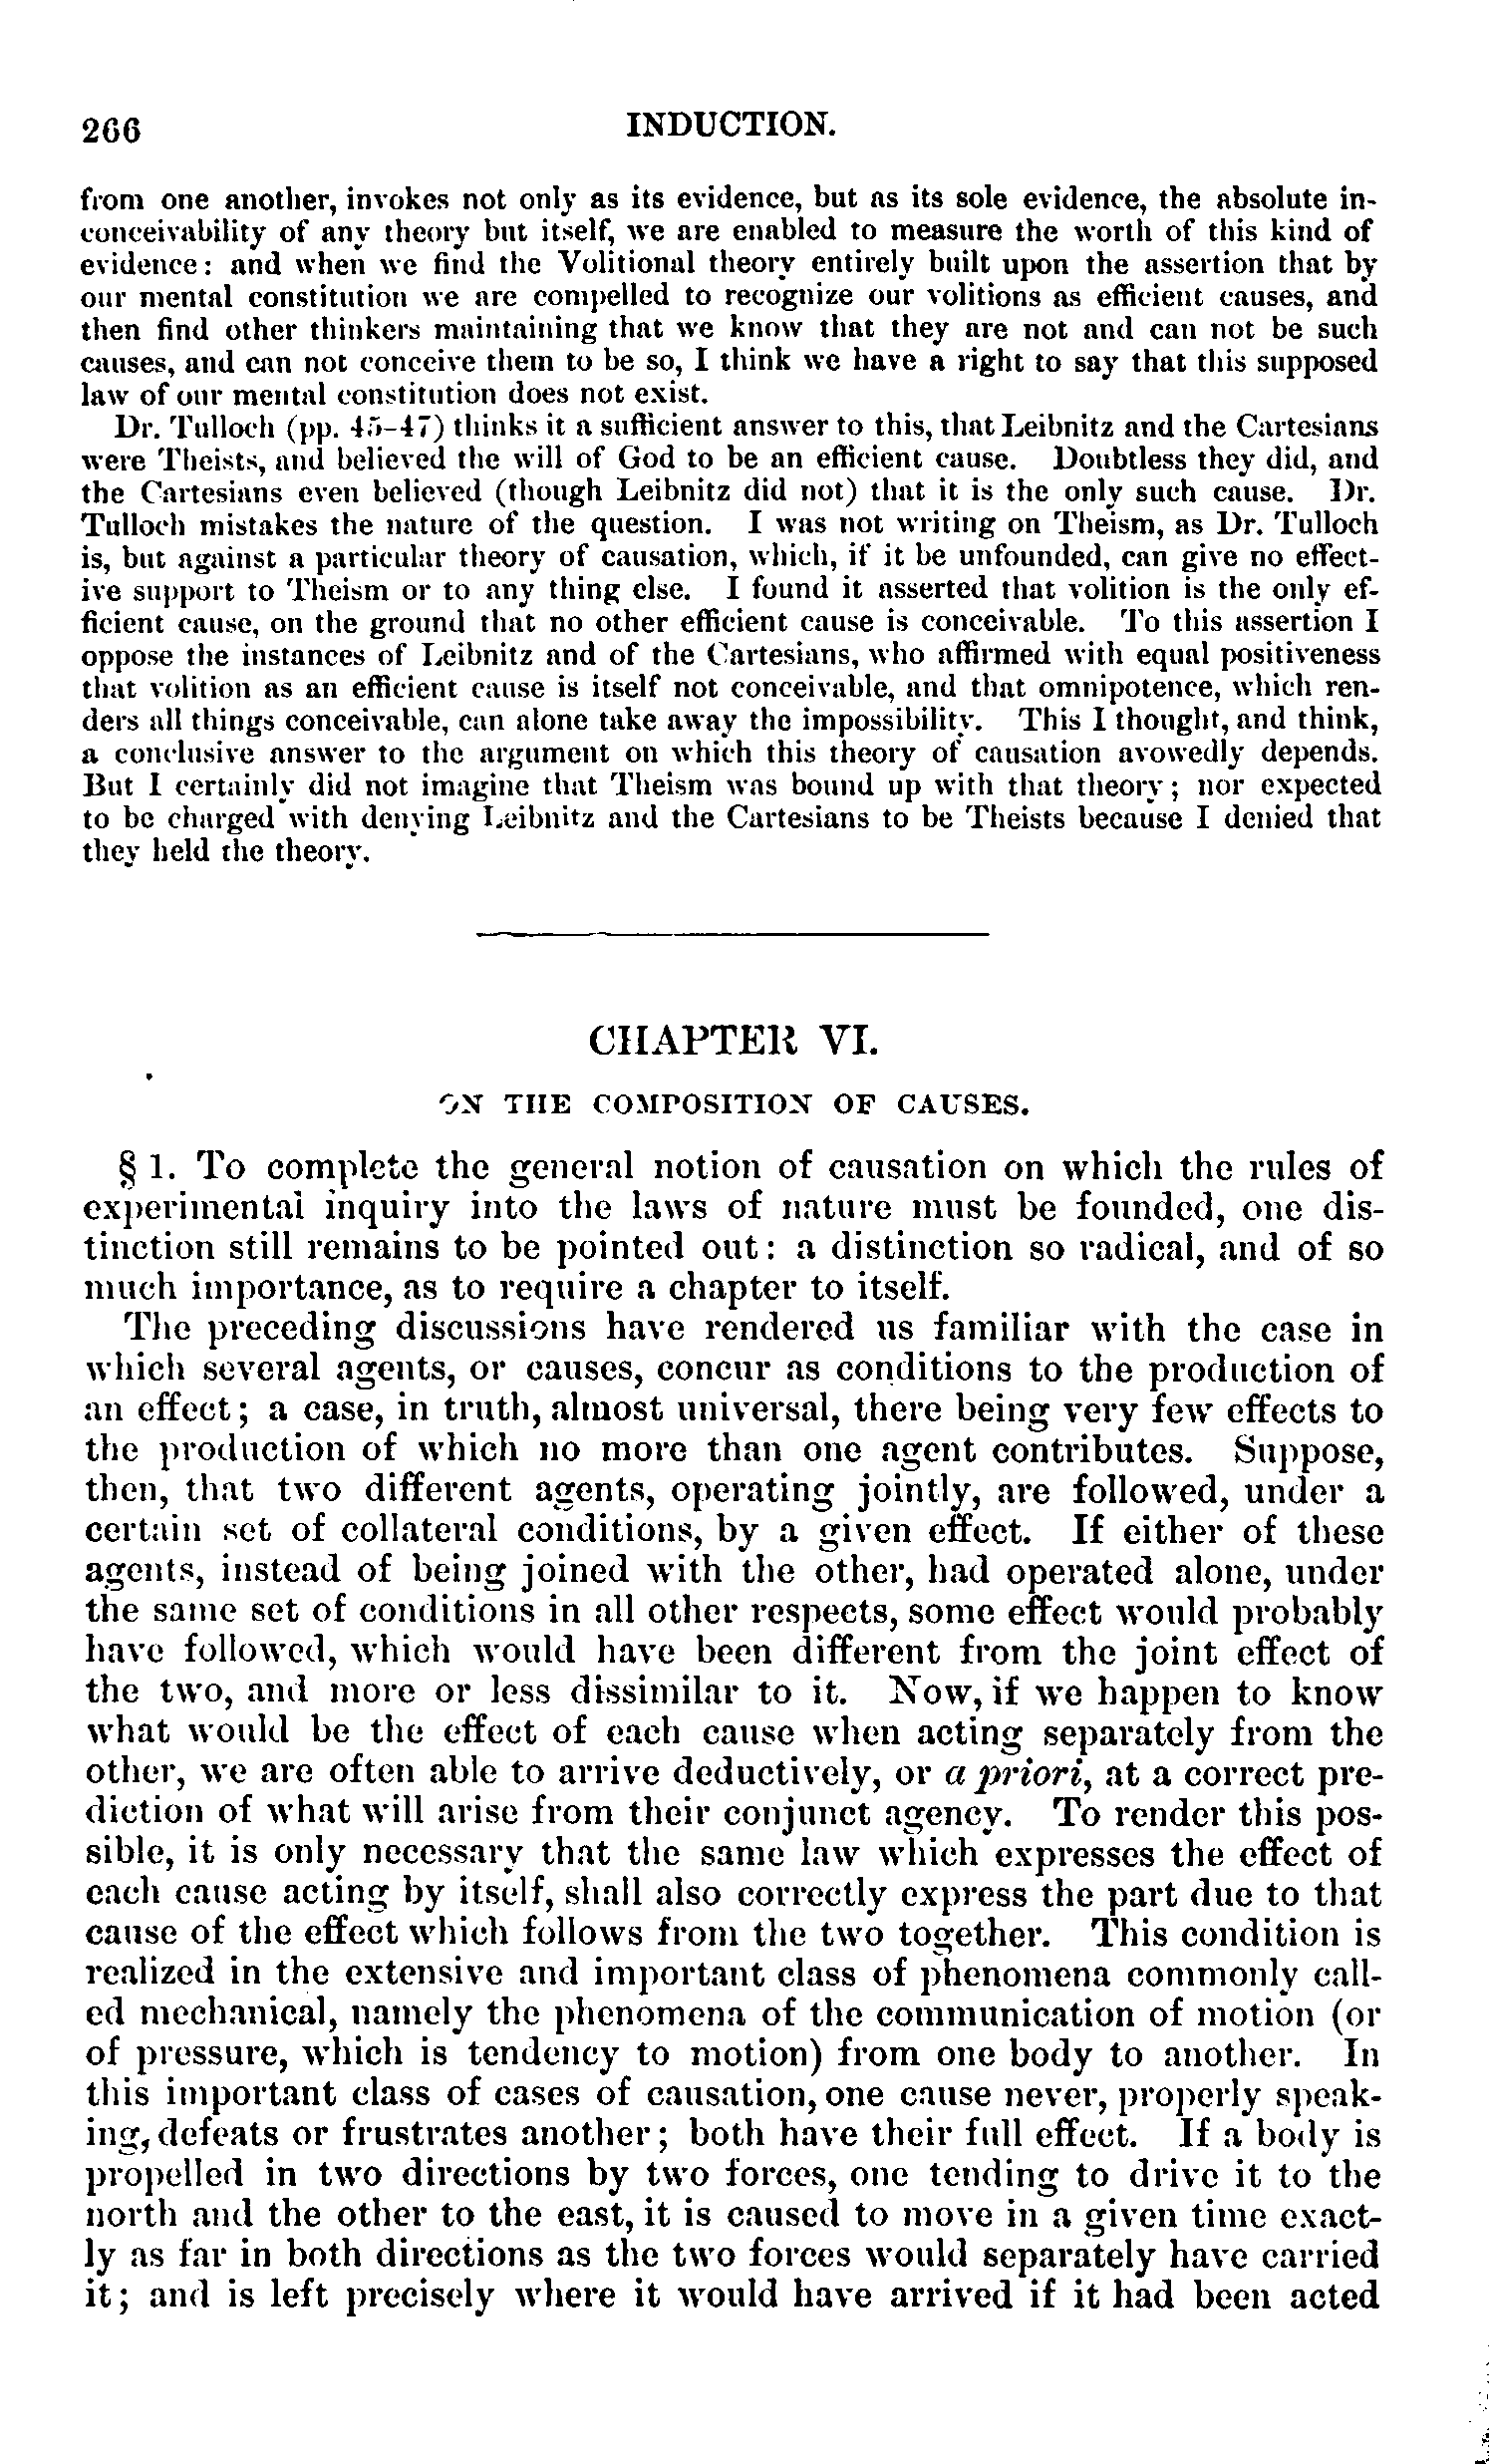 266 INDUCTION.
from one another, invokes not only as its evidence, but as its sole evidence, the absolute in-
conceivability of any theory but itself, we are enabled to measure the worth of this kind of
evidence: and when we find the Volitional theory entirely built upon the assertion that by
our mental constitution we are compelled to recognize our volitions as efficient causes, and
then find other thinkers maintaining that we know that they are not and can not be such
causes, and can not conceive them to be so, I think we have a right to say that this supposed
law of our mental constitution does not exist.
Dr. Tulloch (pp. 45-47) thinks it a sufficient answer to this, that Leibnitz and the Cartesians
were Theists, and believed the will of God to be an efficient cause. Doubtless they did, and
the Cartesians even believed (though Leibnitz did not) that it is the only such cause. Dr.
Tulloch mistakes the nature of the question. I was not writing on Theism, as Dr. Tulloch
is, but against a particular theory of causation, which, if it be unfounded, can give no effect-
ive support to Theism or to any thing else. I found it asserted that volition is the only ef-
ficient cause, on the ground that no other efficient cause is conceivable. To this assertion I
oppose the instances of Leibnitz and of the Cartesians, who affirmed with equal positiveness
that volition as an efficient cause is itself not conceivable, and that omnipotence, which ren-
ders all things conceivable, can alone take away the impossibility. This I thought, and think,
a conclusive answer to the argument on which this theory of causation avowedly depends.
But I certainly did not imagine that Theism was bound up with that theory; nor expected
to be charged with denying Leibnitz and the Cartesians to be Theists because I denied that
they held the theory.
CHAPTER VI.
ON THE COMPOSITION OF CAUSES.
§ 1. To complete the general notion of causation on which the rules of
experimental inquiry into the laws of nature must be founded, one dis-
tinction still remains to be pointed out: a distinction so radical, and of so
much importance, as to require a chapter to itself.
The preceding discussions have rendered us familiar with the case in
which several agents, or causes, concur as conditions to the production of
an effect; a case, in truth, almost universal, there being very few effects to
the production of which no more than one agent contributes. Suppose,
then, that two different agents, operating jointly, are followed, under a
certain set of collateral conditions, by a given effect. If either of these
agents, instead of being joined with the other, had operated alone, under
the same set of conditions in all other respects, some effect would probably
have followed, which would have been different from the joint effect of
the two, and more or less dissimilar to it. Now, if we happen to know
what would be the effect of each cause when acting separately from the
other, we are often able to arrive deductively, or a priori, at a correct pre-
diction of what will arise from their conjunct agency. To render this pos-
sible, it is only necessary that the same law which expresses the effect of
each cause acting by itself, shall also correctly express the part due to that
cause of the effect which follows from the two together. This condition is
realized in the extensive and important class of phenomena commonly call-
ed mechanical, namely the phenomena of the communication of motion (or
of pressure, which is tendency to motion) from one body to another. In
this important class of cases of causation, one cause never, properly speak-
ing, defeats or frustrates another; both have their full effect. If a body is
propelled in two directions by two forces, one tending to drive it to the
north and the other to the east, it is caused to move in a given time exact-
ly as far in both directions as the two forces would separately have carried
it; and is left precisely where it would have arrived if it had been acted